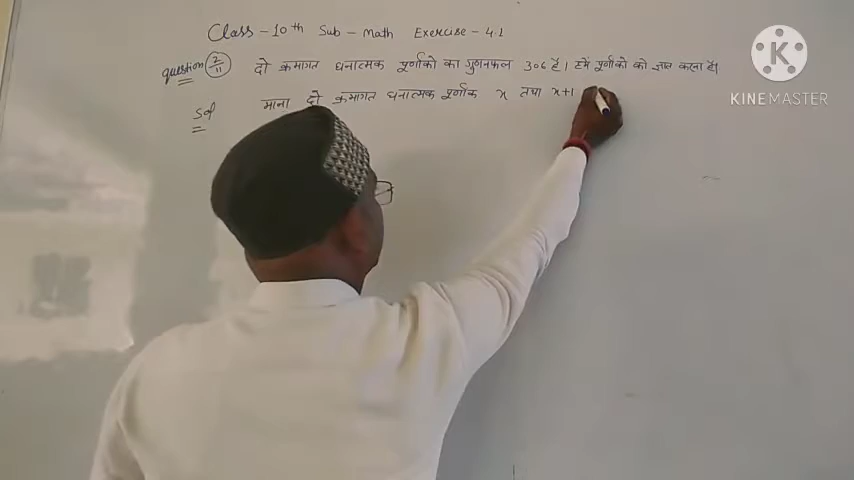 Class - 10th Sub - Math Exercise - 4.1
question 2/ii दो क्रमागत धनात्मक पूर्णांको का गुणनफल 306 है। हमें पूर्णांको को ज्ञात करना है।
Sol माना दो क्रमागत धनात्मक पूर्णांक x तथा x+1
K
KINEMASTER